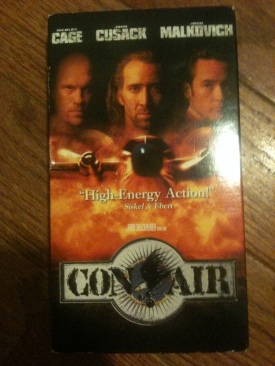 CAGE CUSACK MALKOVICH
"High Energy Action!"
Siskel & Ebert
CON AIR